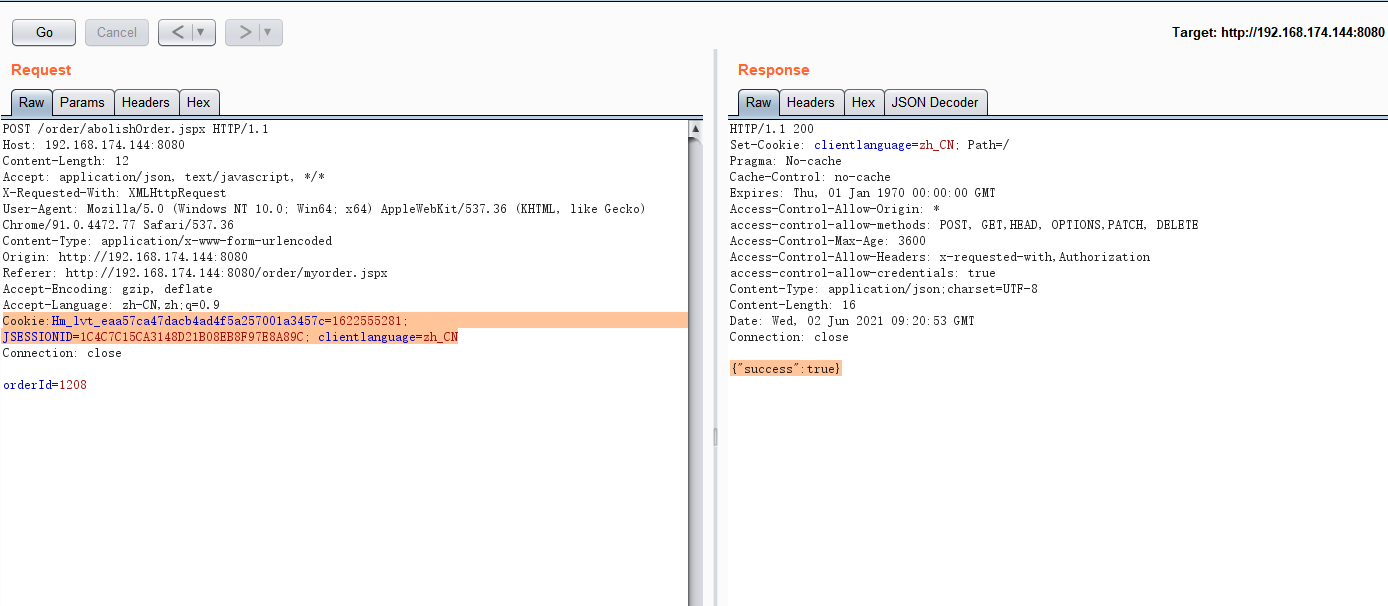 Go
Cancel
<
>
Target: http://192.168.174.144:8080
Request
Raw
Params
Headers
Hex
POST /order/abolishOrder.jspx HTTP/1.1
Host: 192.168.174.144:8080
Content-Length: 12
Accept: application/json, text/javascript, */*
X-Requested-With: XMLHttpRequest
User-Agent: Mozilla/5.0 (Windows NT 10.0; Win64; x64) AppleWebKit/537.36 (KHTML, like Gecko)
Chrome/91.0.4472.77 Safari/537.36
Content-Type: application/x-www-form-urlencoded
Origin: http://192.168.174.144:8080
Referer: http://192.168.174.144:8080/order/myorder.jspx
Accept-Encoding: gzip, deflate
Accept-Language: zh-CN,zh;q=0.9
Cookie:Hm_lvt_eaa57ca47dacb4ad4f5a257001a3457c=1622555281;
JSESSIONID=1C4C7C15CA3148D21B08EB8F97E8A89C; clientlanguage=zh_CN
Connection: close
orderId=1208
Response
Raw
Headers
Hex
JSON Decoder
HTTP/1.1 200
Set-Cookie: clientlanguage=zh_CN; Path=/
Pragma: No-cache
Cache-Control: no-cache
Expires: Thu, 01 Jan 1970 00:00:00 GMT
Access-Control-Allow-Origin: *
access-control-allow-methods: POST, GET,HEAD, OPTIONS,PATCH, DELETE
Access-Control-Max-Age: 3600
Access-Control-Allow-Headers: x-requested-with,Authorization
access-control-allow-credentials: true
Content-Type: application/json;charset=UTF-8
Content-Length: 16
Date: Wed, 02 Jun 2021 09:20:53 GMT
Connection: close
{"success":true}